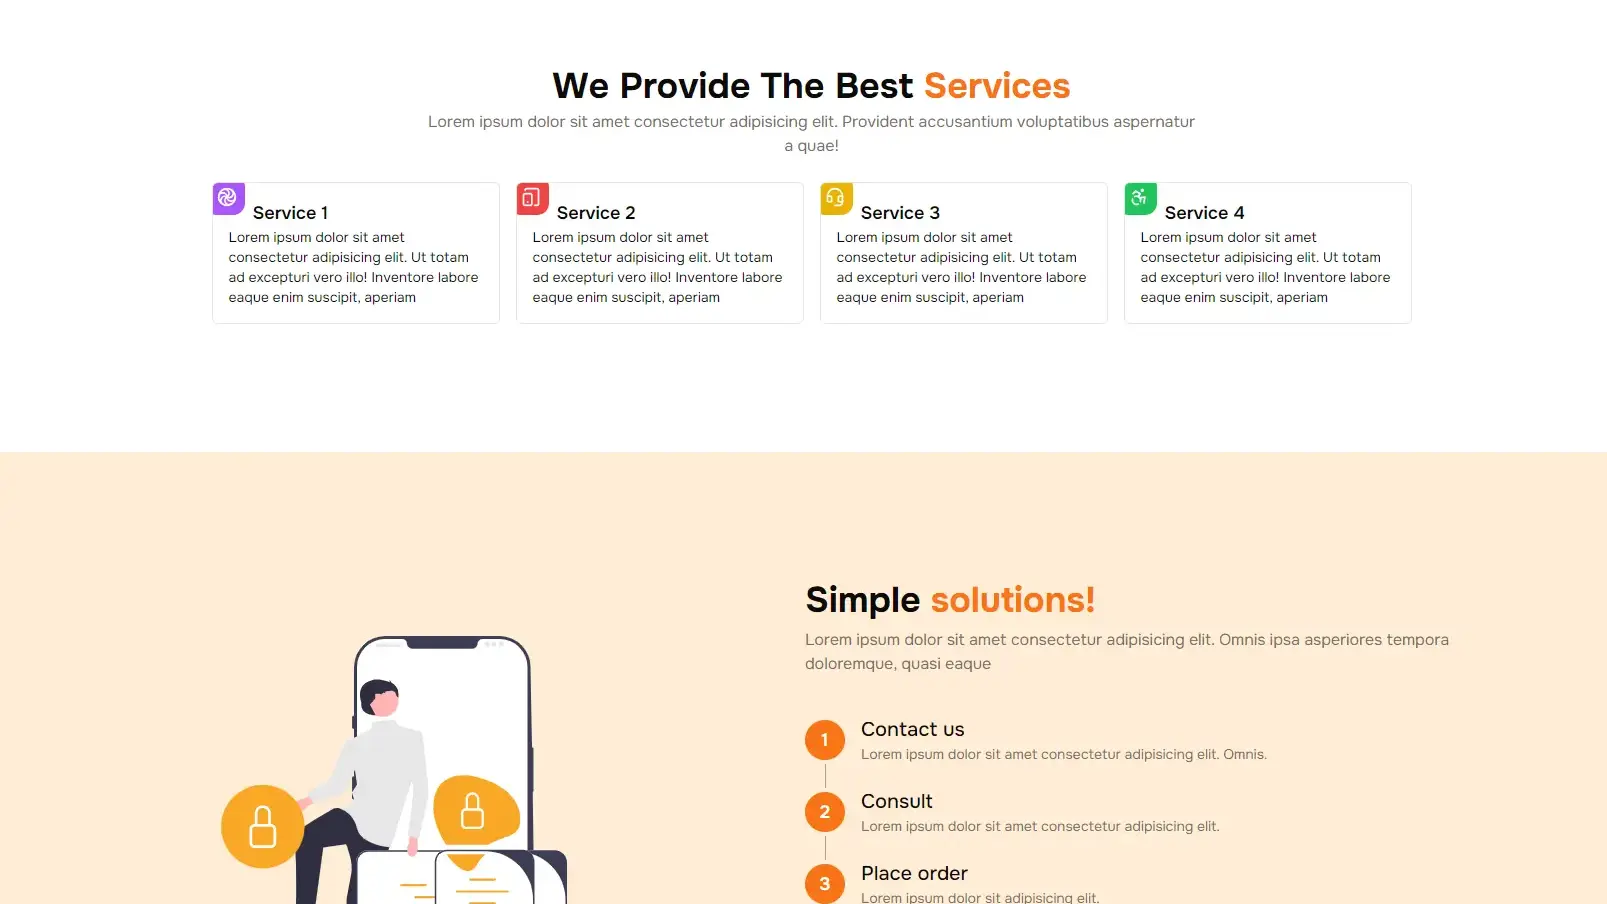 We Provide The Best Services
Lorem ipsum dolor sit amet consectetur adipisicing elit. Provident accusantium voluptatibus aspernatur
a quae!
Service 1
Lorem ipsum dolor sit amet
consectetur adipisicing elit. Ut totam
ad excepturi vero illo! Inventore labore
eaque enim suscipit, aperiam
Service 2
Lorem ipsum dolor sit amet
consectetur adipisicing elit. Ut totam
ad excepturi vero illo! Inventore labore
eaque enim suscipit, aperiam
Service 3
Lorem ipsum dolor sit amet
consectetur adipisicing elit. Ut totam
ad excepturi vero illo! Inventore labore
eaque enim suscipit, aperiam
Service 4
Lorem ipsum dolor sit amet
consectetur adipisicing elit. Ut totam
ad excepturi vero illo! Inventore labore
eaque enim suscipit, aperiam
Simple solutions!
Lorem ipsum dolor sit amet consectetur adipisicing elit. Omnis ipsa asperiores tempora
doloremque, quasi eaque
1
Contact us
Lorem ipsum dolor sit amet consectetur adipisicing elit. Omnis.
2
Consult
Lorem ipsum dolor sit amet consectetur adipisicing elit.
3
Place order
Lorem ipsum dolor sit adipisicing elit.